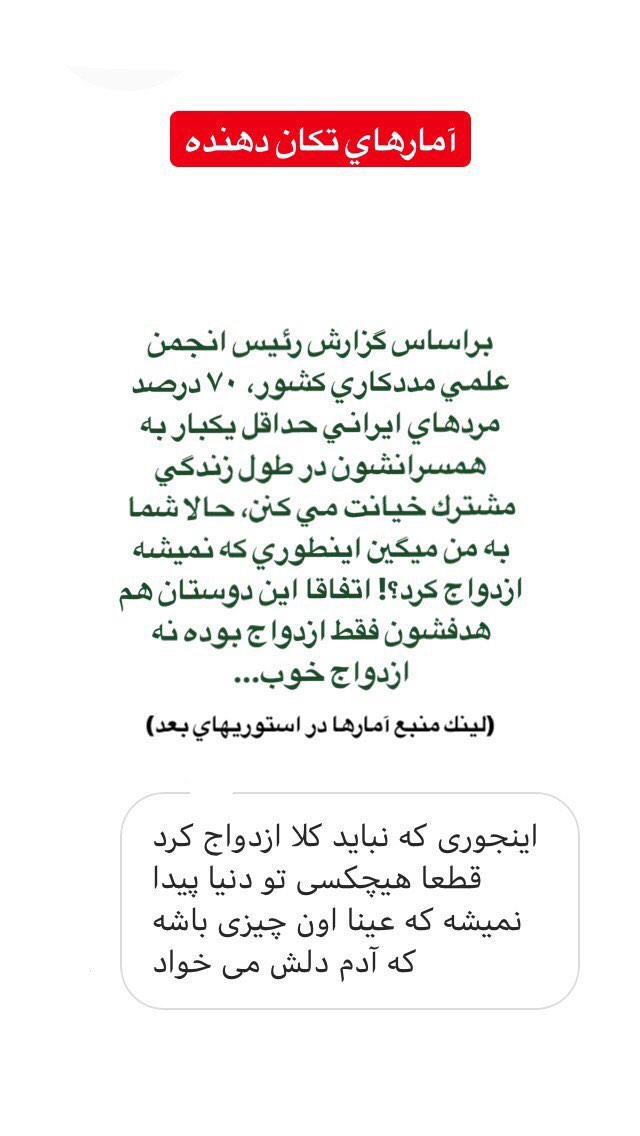 آمارهاي تكان دهنده
براساس گزارش رئيس انجمن
علمي مددكاري كشور، ۷۰ درصد
مردهاي ايراني حداقل يكبار به
همسرانشون در طول زندگي
مشترك خيانت مي كنن، حالا شما
به من ميگين اينطوري كه نميشه
ازدواج كرد؟! اتفاقا اين دوستان هم
هدفشون فقط ازدواج بوده نه
ازدواج خوب...
(لينك منبع آمارها در استوريهاي بعد)
اینجوری که نباید کلا ازدواج کرد
قطعا هیچکسی تو دنیا پیدا
نمیشه که عینا اون چیزی باشه
که آدم دلش می خواد